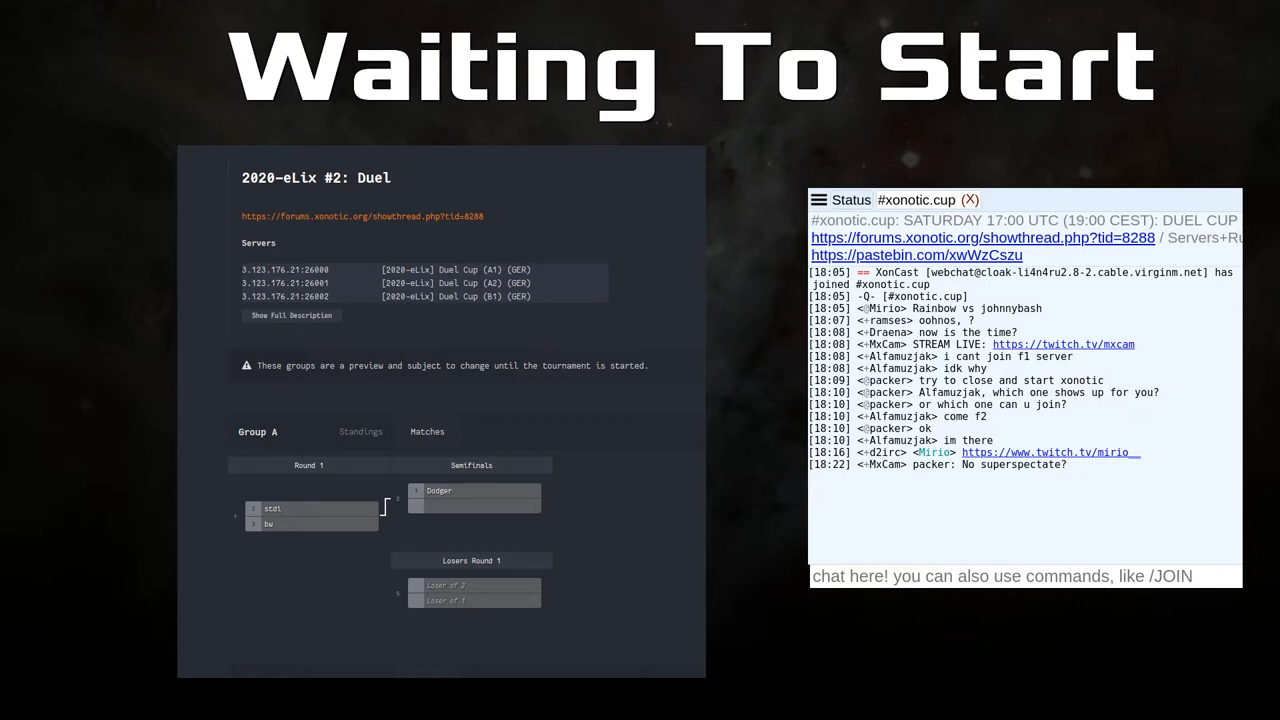 Waiting To Start
2020-eLix #2: Duel
https://forums.xonotic.org/showthread.php?tid=8288
Servers
3.123.176.21:26000 [2020-eLix] Duel Cup (A1) (GER)
3.123.176.21:26001 [2020-eLix] Duel Cup (A2) (GER)
3.123.176.21:26002 [2020-eLix] Duel Cup (B1) (GER)
Show Full Description
These groups are a preview and subject to change until the tournament is started.
Group A Standings Matches
Round 1 Semifinals
1 Dodger
2
2 stdi
3 bw
1
Losers Round 1
Loser of 2
5
Loser of 1
Status #xonotic.cup (X)
#xonotic.cup: SATURDAY 17:00 UTC (19:00 CEST): DUEL CUP
https://forums.xonotic.org/showthread.php?tid=8288 / Servers+Ru
https://pastebin.com/xwWzCszu
[18:05] == XonCast [webchat@cloak-li4n4ru2.8-2.cable.virginm.net] has
joined #xonotic.cup
[18:05] -Q- [#xonotic.cup]
[18:05] <@Mirio> Rainbow vs johnnybash
[18:07] <+ramses> oohnos, ?
[18:08] <+Draena> now is the time?
[18:08] <+MxCam> STREAM LIVE: https://twitch.tv/mxcam
[18:08] <+Alfamuzjak> i cant join f1 server
[18:08] <+Alfamuzjak> idk why
[18:09] <@packer> try to close and start xonotic
[18:10] <@packer> Alfamuzjak, which one shows up for you?
[18:10] <@packer> or which one can u join?
[18:10] <+Alfamuzjak> come f2
[18:10] <@packer> ok
[18:10] <+Alfamuzjak> im there
[18:16] <+d2irc> <Mirio> https://www.twitch.tv/mirio__
[18:22] <+MxCam> packer: No superspectate?
chat here! you can also use commands, like /JOIN